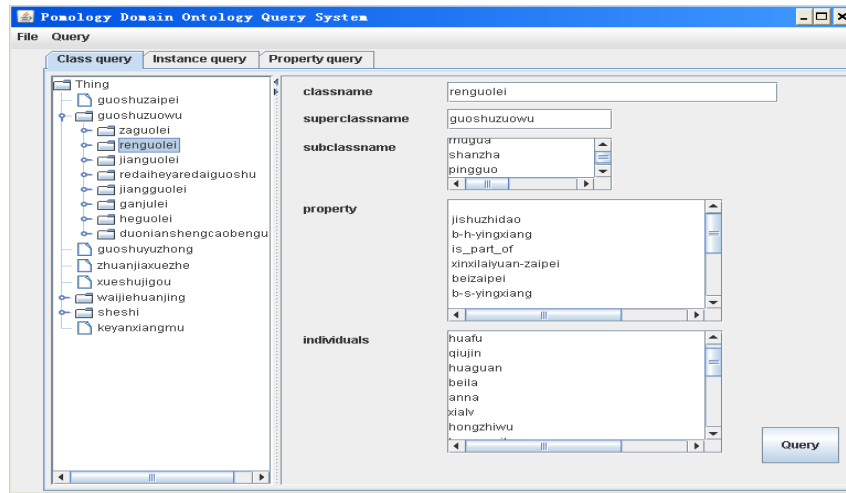 Pomology Domain Ontology Query System
File Query
Class query Instance query Property query
Thing
guoshuzaipei
guoshuzuowu
zaguolei
renguolei
jianguolei
redaiheyaredaiguoshu
jiangguolei
ganjulei
heguolei
duonianshengcaobengu
guoshuyuzhong
zhuanjiaxuezhe
xueshujigou
waijiehuanjing
sheshi
keyanxiangmu
classname renguolei
superclassname guoshuzuowu
subclassname mugua
shanzha
pingguo
property
jishuzhidao
b-h-yingxiang
is_part_of
xinxilaiyuan-zaipei
beizaipei
b-s-yingxiang
individuals huafu
qiujin
huaguan
beila
anna
xialv
hongzhiwu
Query